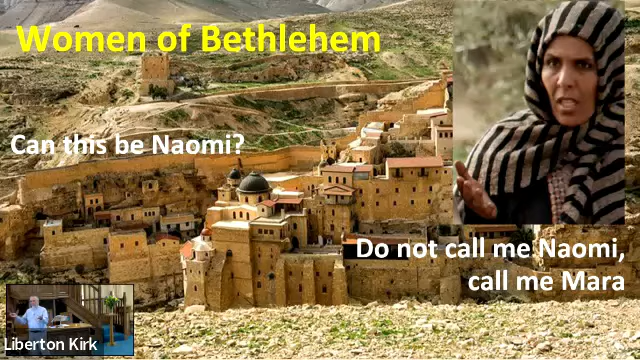 Women of Bethlehem
Can this be Naomi?
Do not call me Naomi,
call me Mara
Liberton Kirk